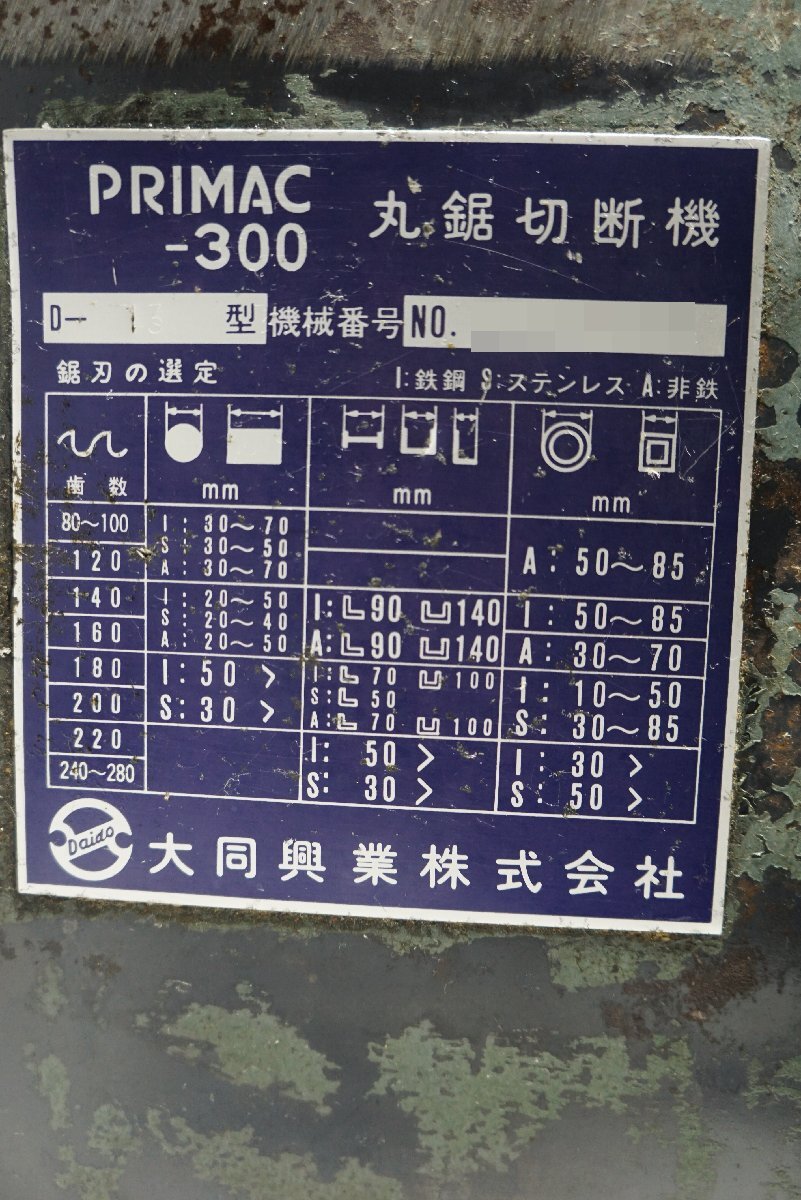 PRIMAC
-300
丸鋸切断機
D- 13 型 機械番号 NO.
鋸刃の選定 I:鉄鋼 S:ステンレス A:非鉄
歯数 mm mm mm
80〜100
120
I: 30〜70
S: 30〜50
A: 30〜70
A: 50〜85
140
160
I: 20〜50
S: 20〜40
A: 20〜50
I: 90 140
A: 90 140
I: 50〜85
A: 30〜70
180
200
I: 50 >
S: 30 >
I: 70 100
S: 50
A: 70 100
I: 10〜50
S: 30〜85
220
240〜280
I: 50 >
S: 30 >
I: 30 >
S: 50 >
Daido 大同興業株式会社